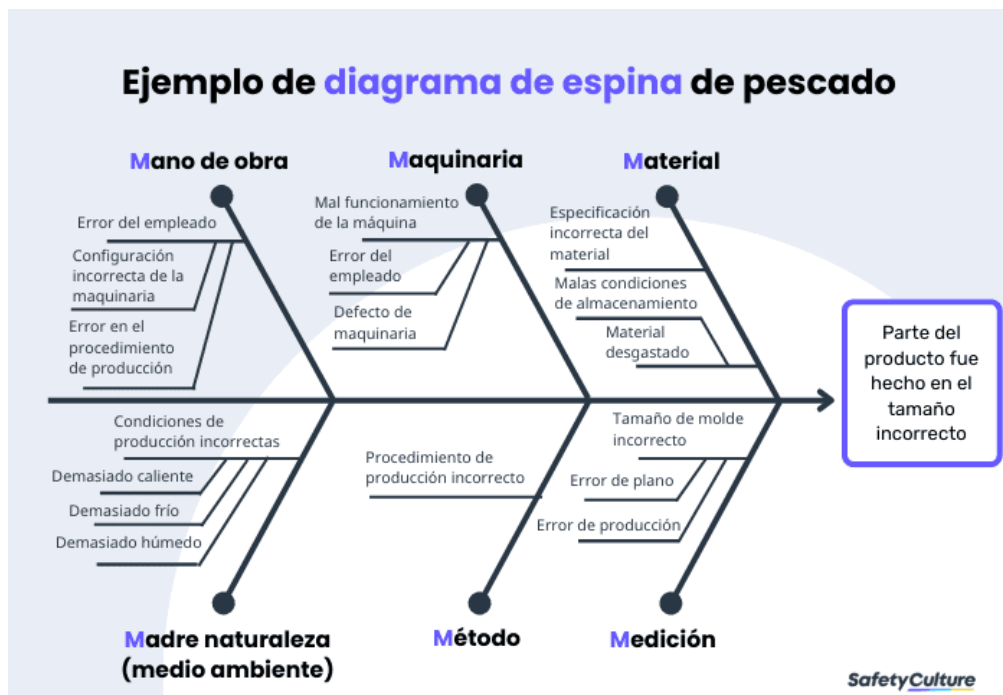 Ejemplo de diagrama de espina de pescado
Mano de obra
Maquinaria
Material
Error del empleado
Configuración
incorrecta de la
maquinaria
Error en el
procedimiento
de producción
Mal funcionamiento
de la máquina
Error del
empleado
Defecto de
maquinaria
Especificación
incorrecta del
material
Malas condiciones
de almacenamiento
Material
desgastado
Parte del
producto fue
hecho en el
tamaño
incorrecto
Condiciones de
producción incorrectas
Demasiado caliente
Demasiado frío
Demasiado húmedo
Procedimiento de
producción incorrecto
Tamaño de molde
incorrecto
Error de plano
Error de producción
Madre naturaleza
(medio ambiente)
Método
Medición
SafetyCulture